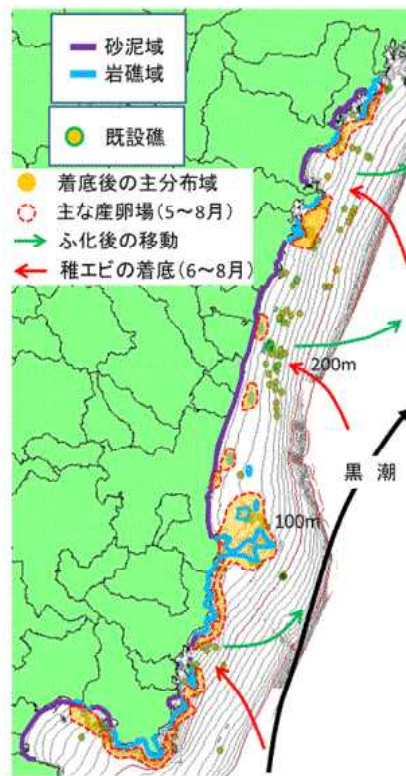 砂泥域
岩礁域
既設礁
着底後の主分布域
主な産卵場(5～8月)
ふ化後の移動
稚エビの着底(6～8月)
200m
黒潮
100m